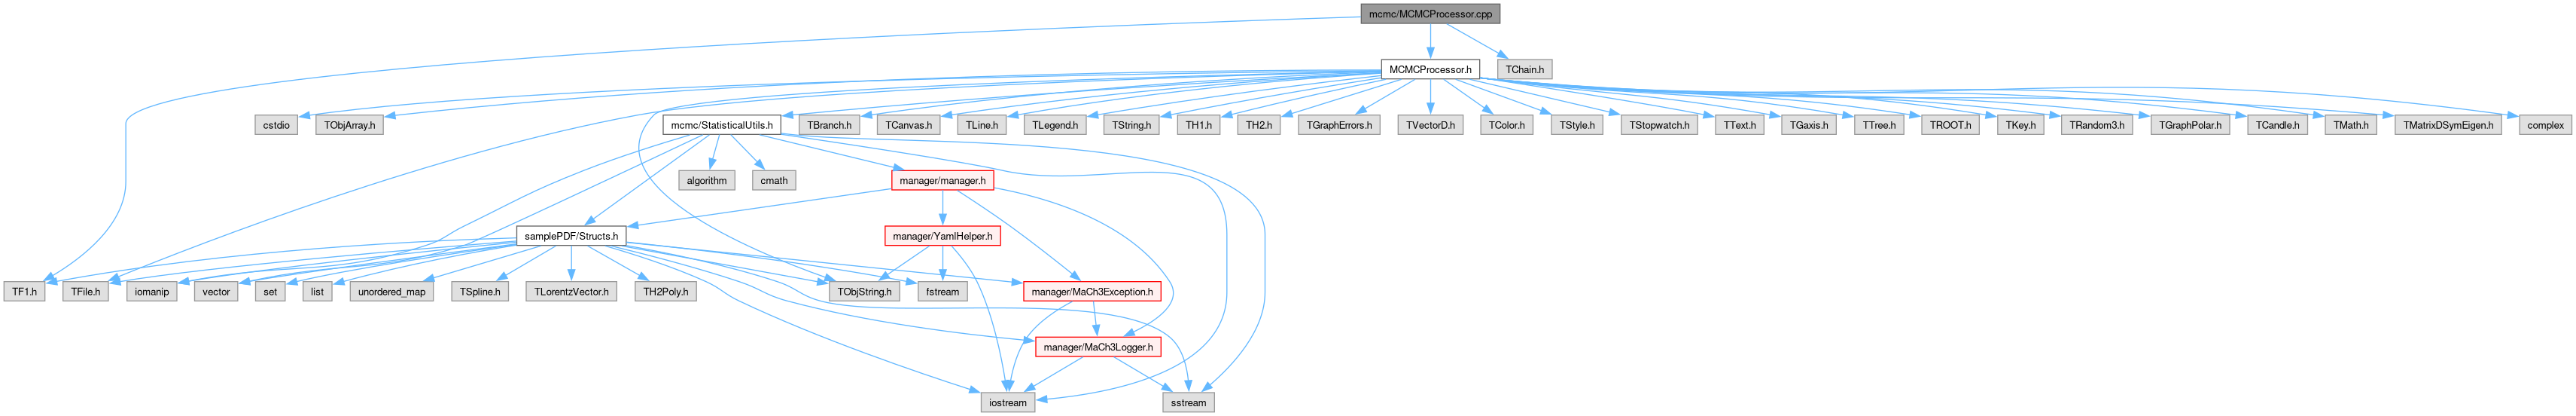 mcmc/MCMCProcessor.cpp
MCMCProcessor.h
TChain.h
cstdio
TObjArray.h
mcmc/StatisticalUtils.h
TBranch.h
TCanvas.h
TLine.h
TLegend.h
TString.h
TH1.h
TH2.h
TGraphErrors.h
TVectorD.h
TColor.h
TStyle.h
TStopwatch.h
TText.h
TGaxis.h
TTree.h
TROOT.h
TKey.h
TRandom3.h
TGraphPolar.h
TCandle.h
TMath.h
TMatrixDSymEigen.h
complex
algorithm
cmath
manager/manager.h
samplePDF/Structs.h
manager/YamlHelper.h
TF1.h
TFile.h
iomanip
vector
set
list
unordered_map
TSpline.h
TLorentzVector.h
TH2Poly.h
TObjString.h
fstream
manager/MaCh3Exception.h
manager/MaCh3Logger.h
iostream
sstream